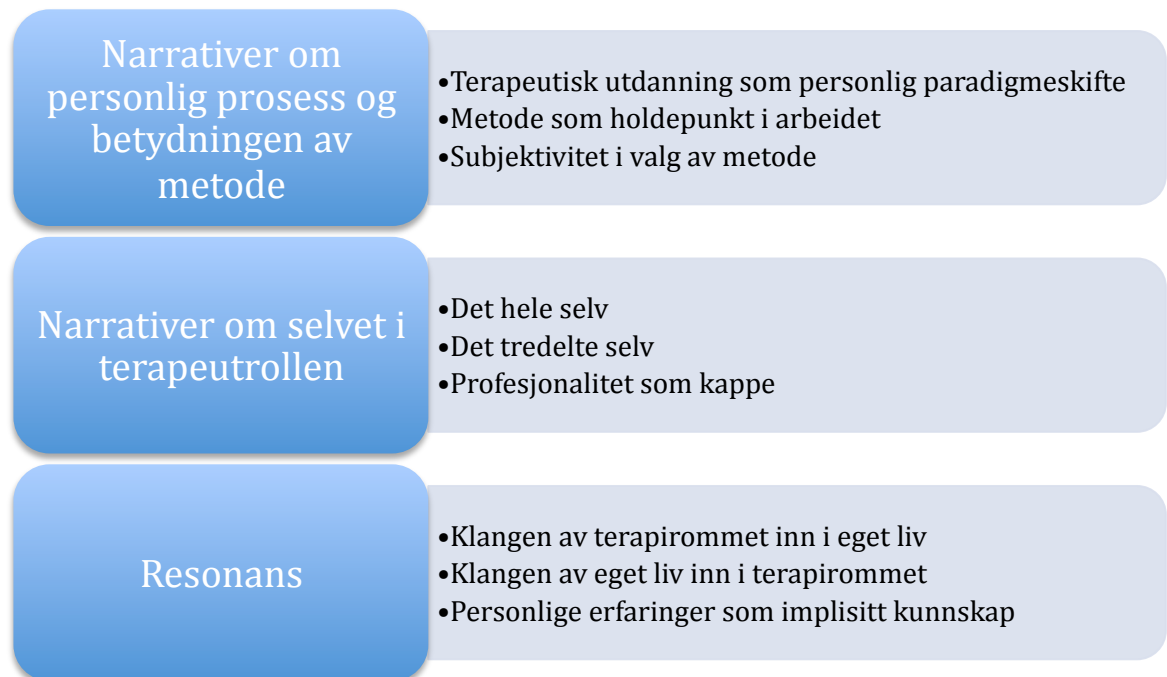 Narrativer om
personlig prosess og
betydningen av
metode
•Terapeutisk utdanning som personlig paradigmeskifte
•Metode som holdepunkt i arbeidet
•Subjektivitet i valg av metode
Narrativer om selvet i
terapeutrollen
•Det hele selv
•Det tredelte selv
•Profesjonalitet som kappe
Resonans
•Klangen av terapirommet inn i eget liv
•Klangen av eget liv inn i terapirommet
•Personlige erfaringer som implisitt kunnskap